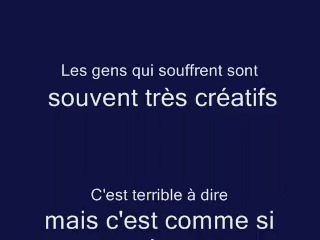 Les gens qui souffrent sont
souvent très créatifs
C'est terrible à dire
mais c'est comme si